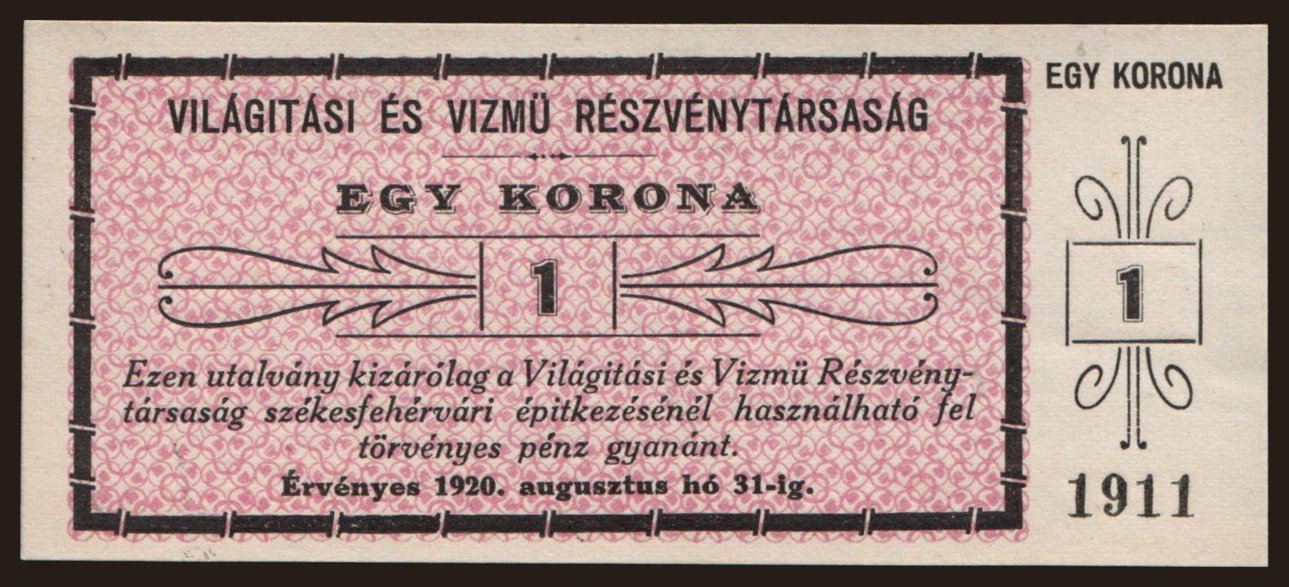 VILÁGITÁSI ÉS VIZMÜ RÉSZVÉNYTÁRSASÁG
EGY KORONA
1
Ezen utalvány kizárólag a Világitási és Vizmü Részvény-
társaság székesfehérvári épitkezésénél használható fel
törvényes pénz gyanánt.
Érvényes 1920. augusztus hó 31-ig.
EGY KORONA
1
1911